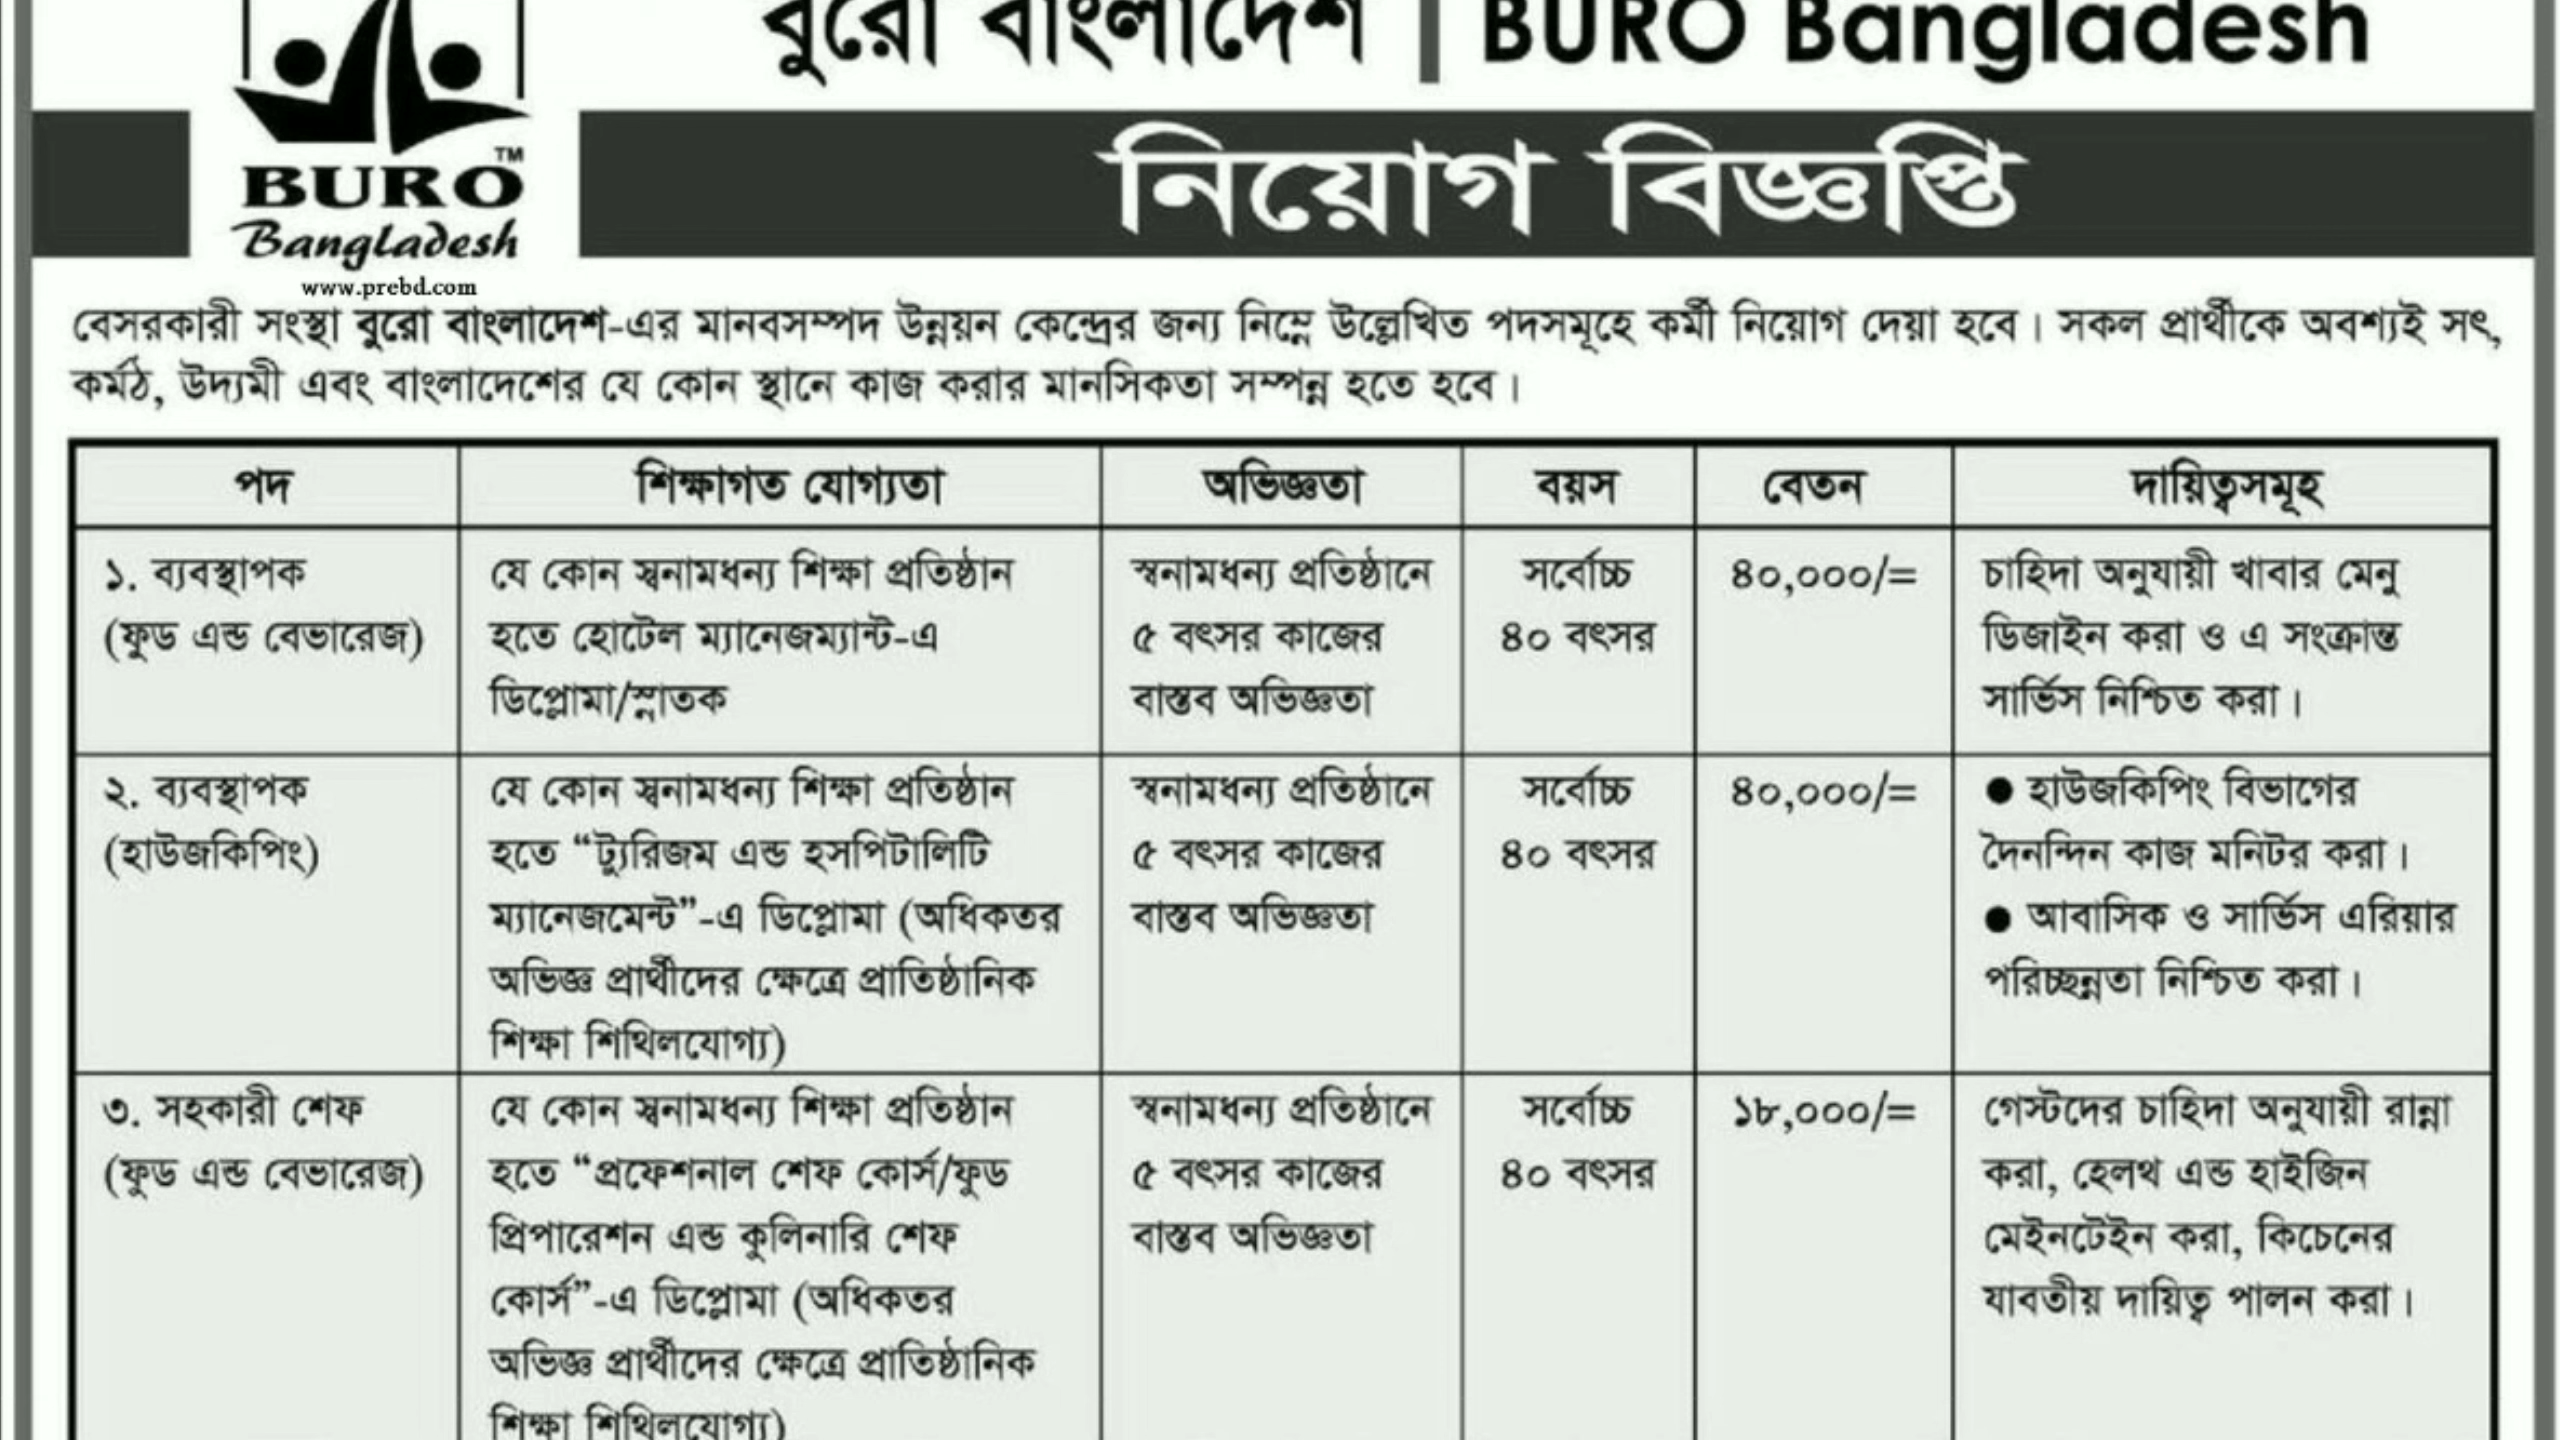 বুরো বাংলাদেশ | BURO Bangladesh
TM
BURO
Bangladesh
www.prebd.com
নিয়োগ বিজ্ঞপ্তি
বেসরকারী সংস্থা বুরো বাংলাদেশ-এর মানবসম্পদ উন্নয়ন কেন্দ্রের জন্য নিম্নে উল্লেখিত পদসমূহে কর্মী নিয়োগ দেয়া হবে। সকল প্রার্থীকে অবশ্যই সৎ,
কর্মঠ, উদ্যমী এবং বাংলাদেশের যে কোন স্থানে কাজ করার মানসিকতা সম্পন্ন হতে হবে।
পদ
শিক্ষাগত যোগ্যতা
অভিজ্ঞতা
বয়স
বেতন
দায়িত্বসমূহ
১. ব্যবস্থাপক
(ফুড এন্ড বেভারেজ)
যে কোন স্বনামধন্য শিক্ষা প্রতিষ্ঠান
হতে হোটেল ম্যানেজম্যান্ট-এ
ডিপ্লোমা/স্নাতক
স্বনামধন্য প্রতিষ্ঠানে
৫ বৎসর কাজের
বাস্তব অভিজ্ঞতা
সর্বোচ্চ
৪০ বৎসর
৪০,০০০/=
চাহিদা অনুযায়ী খাবার মেনু
ডিজাইন করা ও এ সংক্রান্ত
সার্ভিস নিশ্চিত করা।
২. ব্যবস্থাপক
(হাউজকিপিং)
যে কোন স্বনামধন্য শিক্ষা প্রতিষ্ঠান
হতে “ট্যুরিজম এন্ড হসপিটালিটি
ম্যানেজমেন্ট”-এ ডিপ্লোমা (অধিকতর
অভিজ্ঞ প্রার্থীদের ক্ষেত্রে প্রাতিষ্ঠানিক
শিক্ষা শিথিলযোগ্য)
স্বনামধন্য প্রতিষ্ঠানে
৫ বৎসর কাজের
বাস্তব অভিজ্ঞতা
সর্বোচ্চ
৪০ বৎসর
৪০,০০০/=
● হাউজকিপিং বিভাগের
দৈনন্দিন কাজ মনিটর করা।
● আবাসিক ও সার্ভিস এরিয়ার
পরিচ্ছন্নতা নিশ্চিত করা।
৩. সহকারী শেফ
(ফুড এন্ড বেভারেজ)
যে কোন স্বনামধন্য শিক্ষা প্রতিষ্ঠান
হতে “প্রফেশনাল শেফ কোর্স/ফুড
প্রিপারেশন এন্ড কুলিনারি শেফ
কোর্স”-এ ডিপ্লোমা (অধিকতর
অভিজ্ঞ প্রার্থীদের ক্ষেত্রে প্রাতিষ্ঠানিক
শিক্ষা শিথিলযোগ্য)
স্বনামধন্য প্রতিষ্ঠানে
৫ বৎসর কাজের
বাস্তব অভিজ্ঞতা
সর্বোচ্চ
৪০ বৎসর
১৮,০০০/=
গেস্টদের চাহিদা অনুযায়ী রান্না
করা, হেলথ এন্ড হাইজিন
মেইনটেইন করা, কিচেনের
যাবতীয় দায়িত্ব পালন করা।